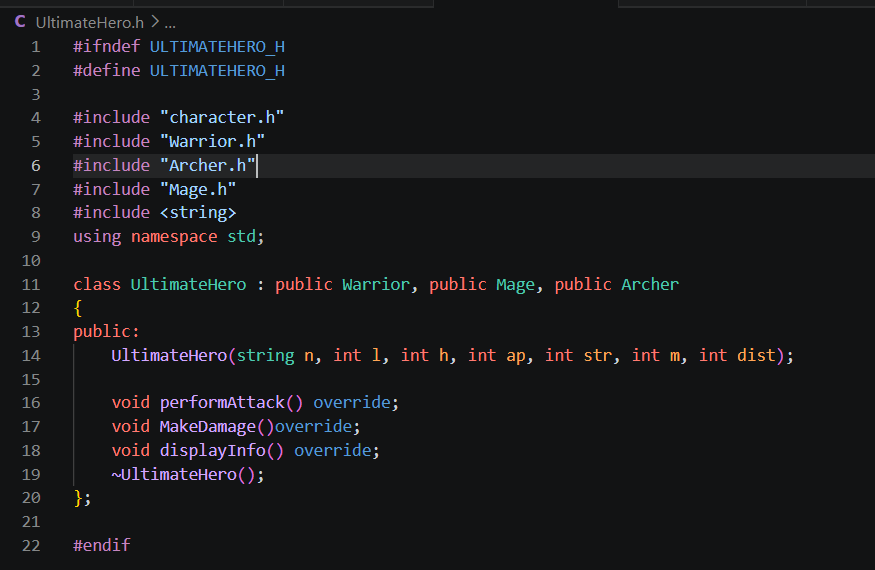 C UltimateHero.h > ...
1 #ifndef ULTIMATEHERO_H
2 #define ULTIMATEHERO_H
3
4 #include "character.h"
5 #include "Warrior.h"
6 #include "Archer.h"
7 #include "Mage.h"
8 #include <string>
9 using namespace std;
10
11 class UltimateHero : public Warrior, public Mage, public Archer
12 {
13 public:
14     UltimateHero(string n, int l, int h, int ap, int str, int m, int dist);
15
16     void performAttack() override;
17     void MakeDamage()override;
18     void displayInfo() override;
19     ~UltimateHero();
20 };
21
22 #endif